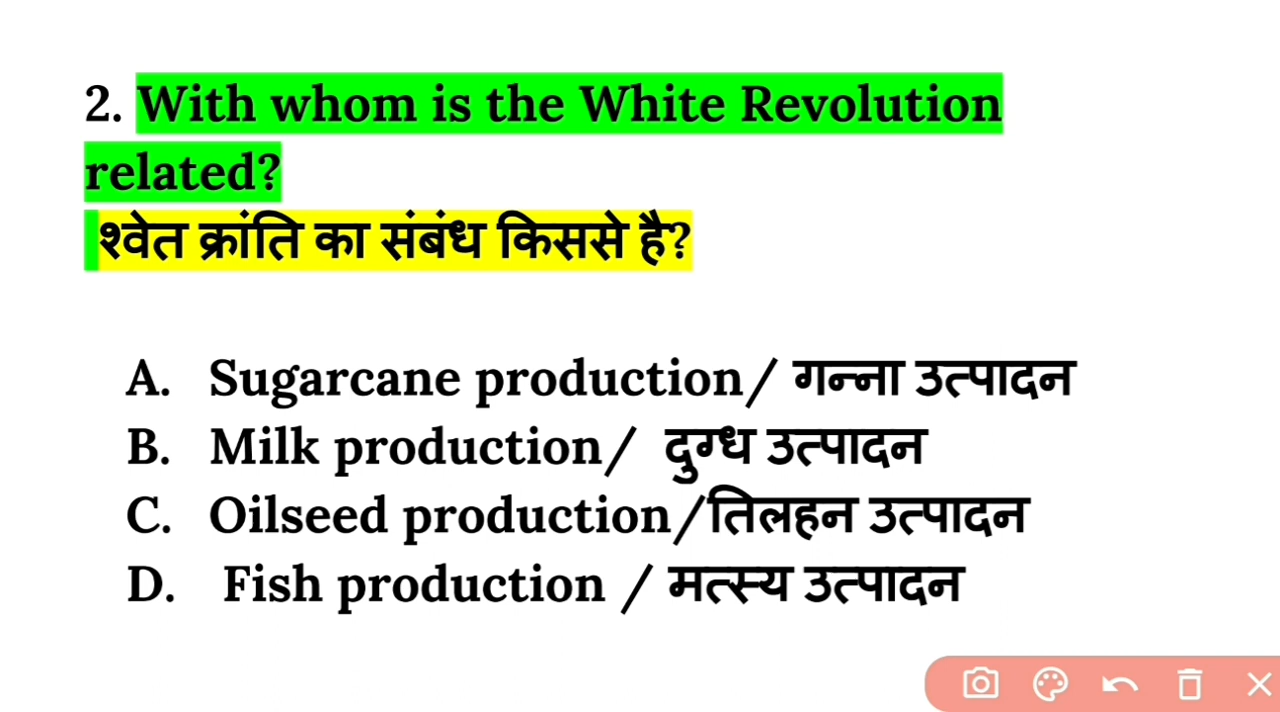 2. With whom is the White Revolution
related?
श्वेत क्रांति का संबंध किससे है?
A. Sugarcane production/ गन्ना उत्पादन
B. Milk production/ दुग्ध उत्पादन
C. Oilseed production/तिलहन उत्पादन
D. Fish production / मत्स्य उत्पादन